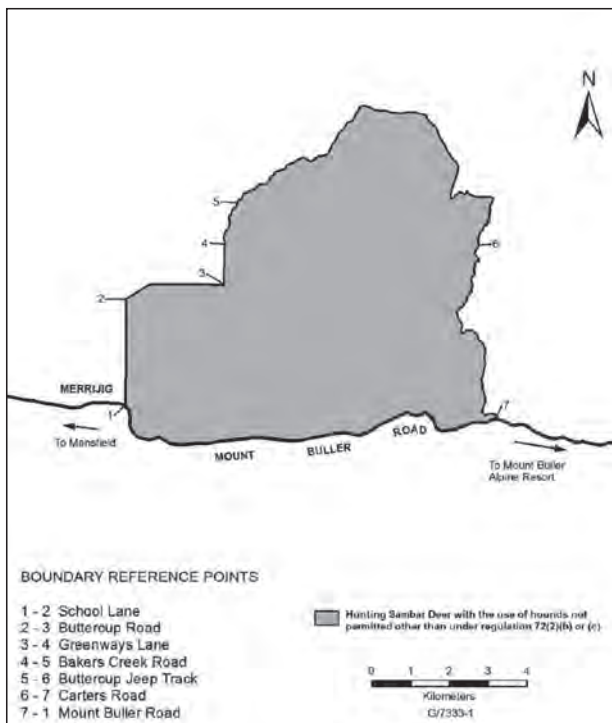 N
5
4
6
3
2
MERRIJIG
1
7
To Mansfield
MOUNT BULLER ROAD
To Mount Buller
Alpine Resort
BOUNDARY REFERENCE POINTS
1 - 2 School Lane
2 - 3 Buttercup Road
3 - 4 Greenways Lane
4 - 5 Bakers Creek Road
5 - 6 Buttercup Jeep Track
6 - 7 Carters Road
7 - 1 Mount Buller Road
Hunting Sambar Deer with the use of hounds not
permitted other than under regulation 72(2)(b) or (c)
0 1 2 3 4
Kilometers
G/7333-1